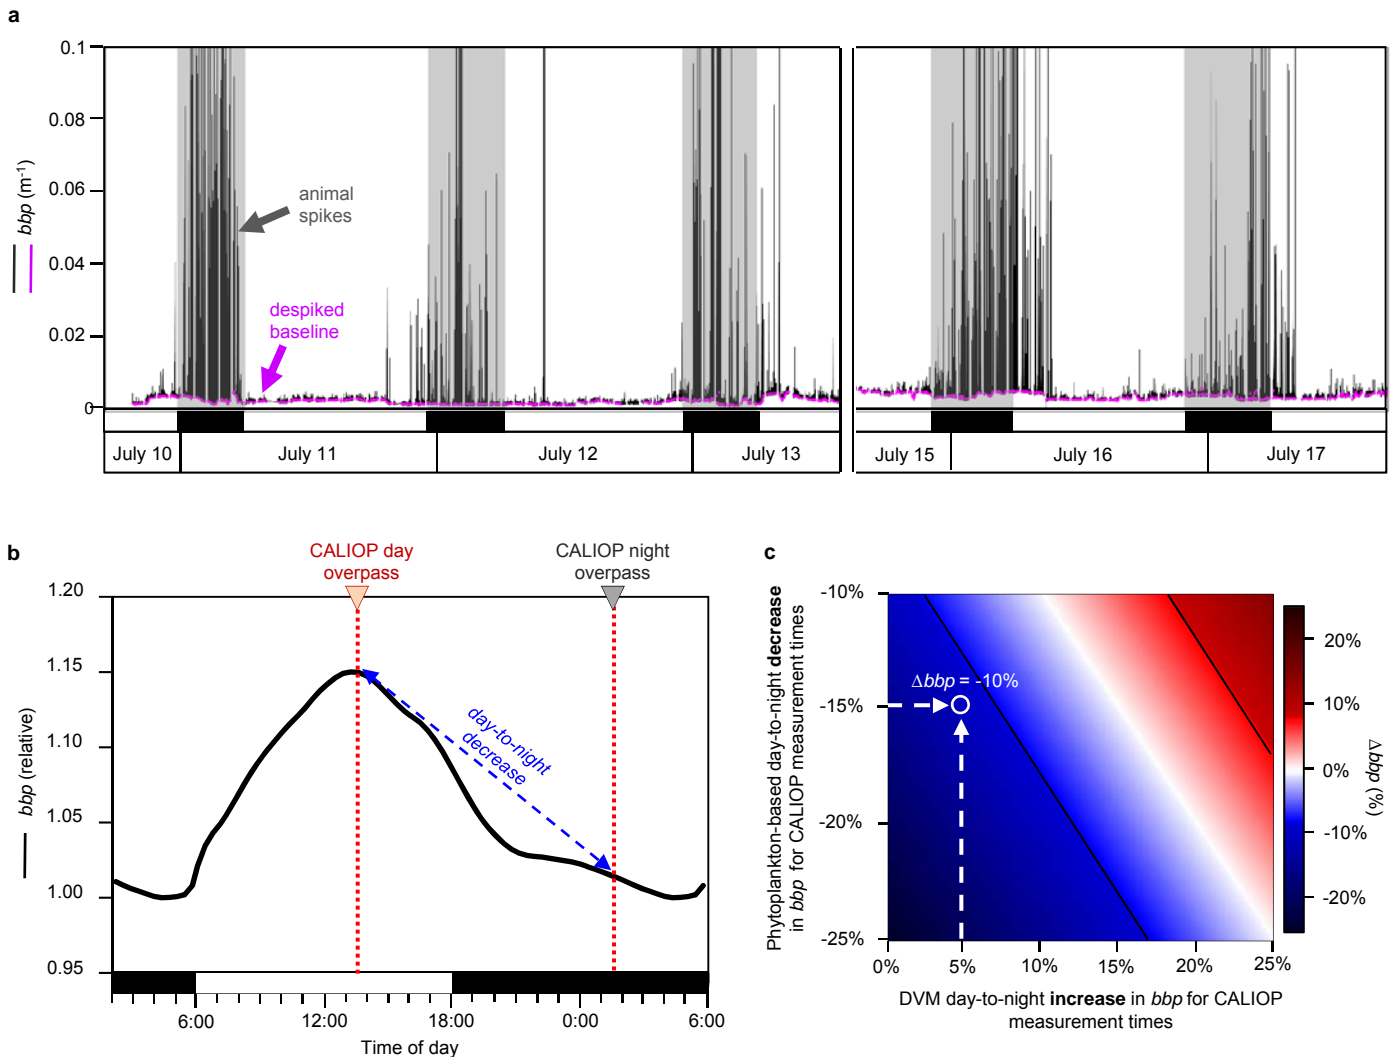 a
0.1
0.08
0.06
0.04
0.02
0
bbp (m⁻¹)
animal
spikes
despiked
baseline
July 10
July 11
July 12
July 13
July 15
July 16
July 17
b
CALIOP day
overpass
CALIOP night
overpass
1.20
1.15
1.10
1.05
1.00
0.95
bbp (relative)
day-to-night
decrease
6:00
12:00
18:00
0:00
6:00
Time of day
c
-10%
-15%
-20%
-25%
Phytoplankton-based day-to-night decrease
in bbp for CALIOP measurement times
Δbbp = -10%
0%
5%
10%
15%
20%
25%
DVM day-to-night increase in bbp for CALIOP
measurement times
20%
10%
0%
-10%
-20%
Δbbp (%)